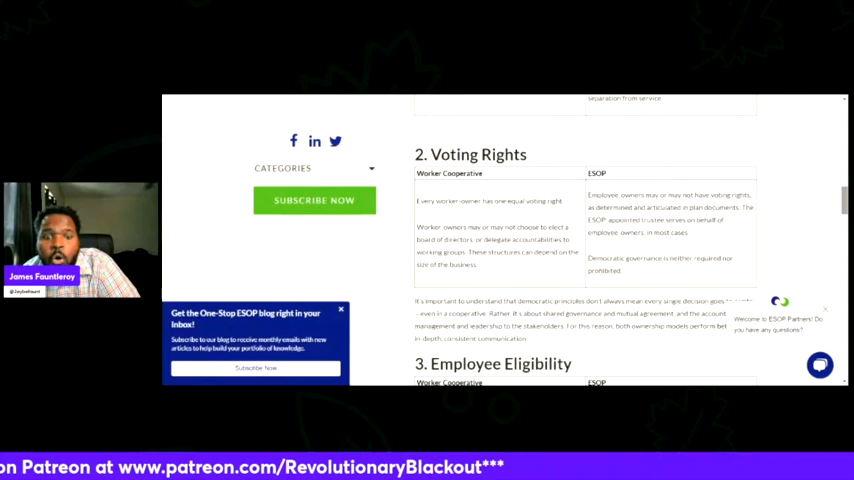 separation from service
CATEGORIES
SUBSCRIBE NOW
2. Voting Rights
Worker Cooperative
ESOP
Every worker-owner has one equal voting right
Worker owners may or may not choose to elect a
board of directors, or delegate accountabilities to
working groups. These structures can depend on the
size of the business.
Employee owners may or may not have voting rights,
as determined and articulated in plan documents. The
ESOP appointed trustee serves on behalf of
employee owners, in most cases.
Democratic governance is neither required nor
prohibited.
It's important to understand that democratic principles don't always mean every single decision goes to
- even in a cooperative. Rather, it's about shared governance and mutual agreement, and the account
management and leadership to the stakeholders. For this reason, both ownership models perform bet
in-depth, consistent communication.
3. Employee Eligibility
Worker Cooperative
ESOP
Get the One-Stop ESOP blog right in your
Inbox!
Subscribe to our blog to receive monthly emails with new
articles to help build your portfolio of knowledge.
Subscribe Now
Welcome to ESOP Partners! Do
you have any questions?
James Fauntleroy
@Jaybefaunt
on Patreon at www.patreon.com/RevolutionaryBlackout***